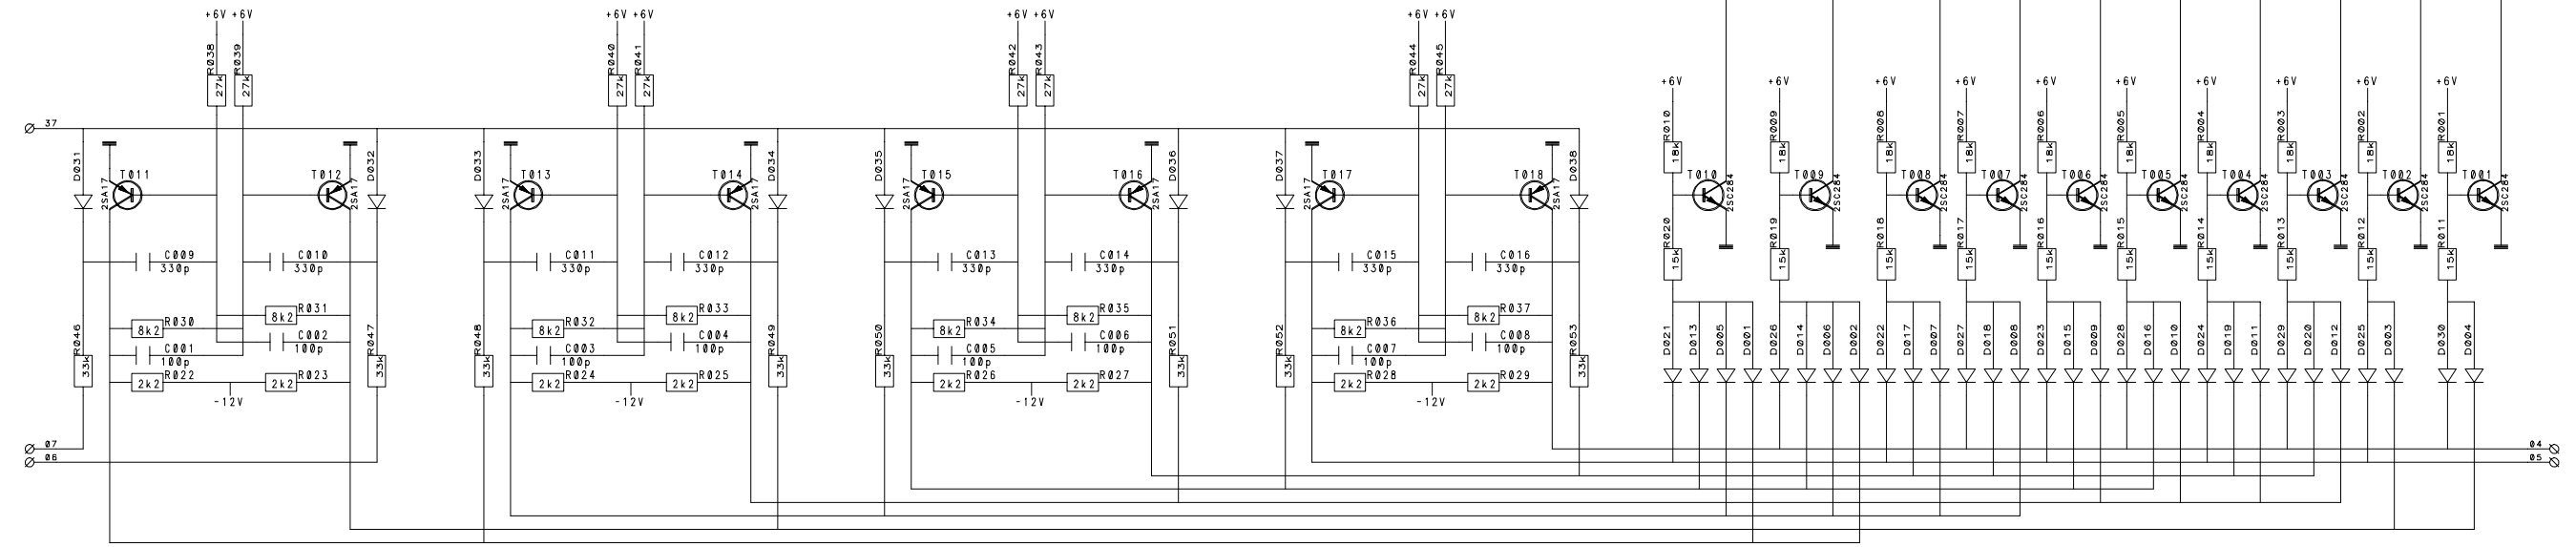 +6V +6V +6V +6V +6V +6V +6V +6V
R038 R039 R040 R041 R042 R043 R044 R045
27k 27k 27k 27k 27k 27k 27k 27k
+6V +6V +6V +6V +6V +6V +6V +6V +6V +6V
R010 R009 R008 R007 R006 R005 R004 R003 R002 R001
18k 18k 18k 18k 18k 18k 18k 18k 18k 18k
37
D031 D032 D033 D034 D035 D036 D037 D038
T011 T012 T013 T014 T015 T016 T017 T018
2SA17 2SA17 2SA17 2SA17 2SA17 2SA17 2SA17 2SA17
T010 T009 T008 T007 T006 T005 T004 T003 T002 T001
2SC284 2SC284 2SC284 2SC284 2SC284 2SC284 2SC284 2SC284 2SC284 2SC284
R020 R019 R018 R017 R016 R015 R014 R013 R012 R011
15k 15k 15k 15k 15k 15k 15k 15k 15k 15k
C009 C010 C011 C012 C013 C014 C015 C016
330p 330p 330p 330p 330p 330p 330p 330p
R031 R033 R035 R037
8k2 8k2 8k2 8k2
R030 R032 R034 R036
8k2 8k2 8k2 8k2
C002 C004 C006 C008
100p 100p 100p 100p
C001 C003 C005 C007
100p 100p 100p 100p
R046 R047 R048 R049 R050 R051 R052 R053
33k 33k 33k 33k 33k 33k 33k 33k
R022 R023 R024 R025 R026 R027 R028 R029
2k2 2k2 2k2 2k2 2k2 2k2 2k2 2k2
-12V -12V -12V -12V
D021 D013 D005 D001 D026 D014 D006 D002 D022 D017 D007 D027 D018 D008 D023 D015 D009 D028 D016 D010 D024 D019 D011 D029 D020 D012 D025 D003 D030 D004
07
06
04
05